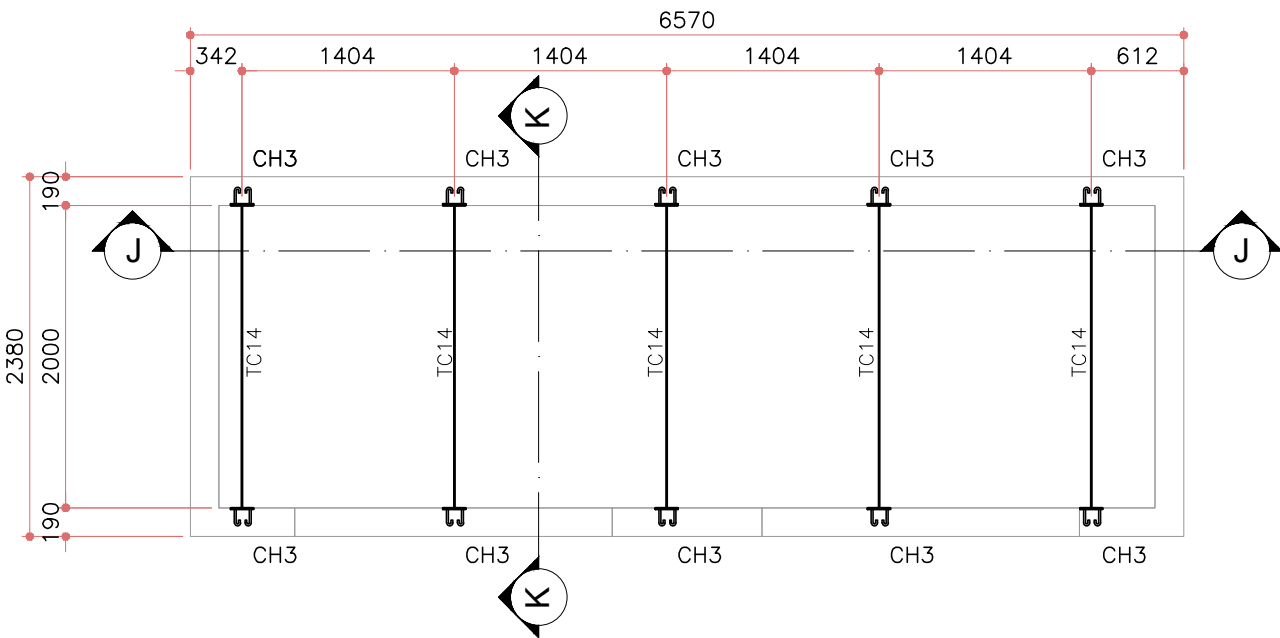 6570
342 1404 1404 1404 1404 612
K
CH3 CH3 CH3 CH3 CH3
190
J J
2380 2000 TC14 TC14 TC14 TC14 TC14
190
CH3 CH3 CH3 CH3 CH3
K